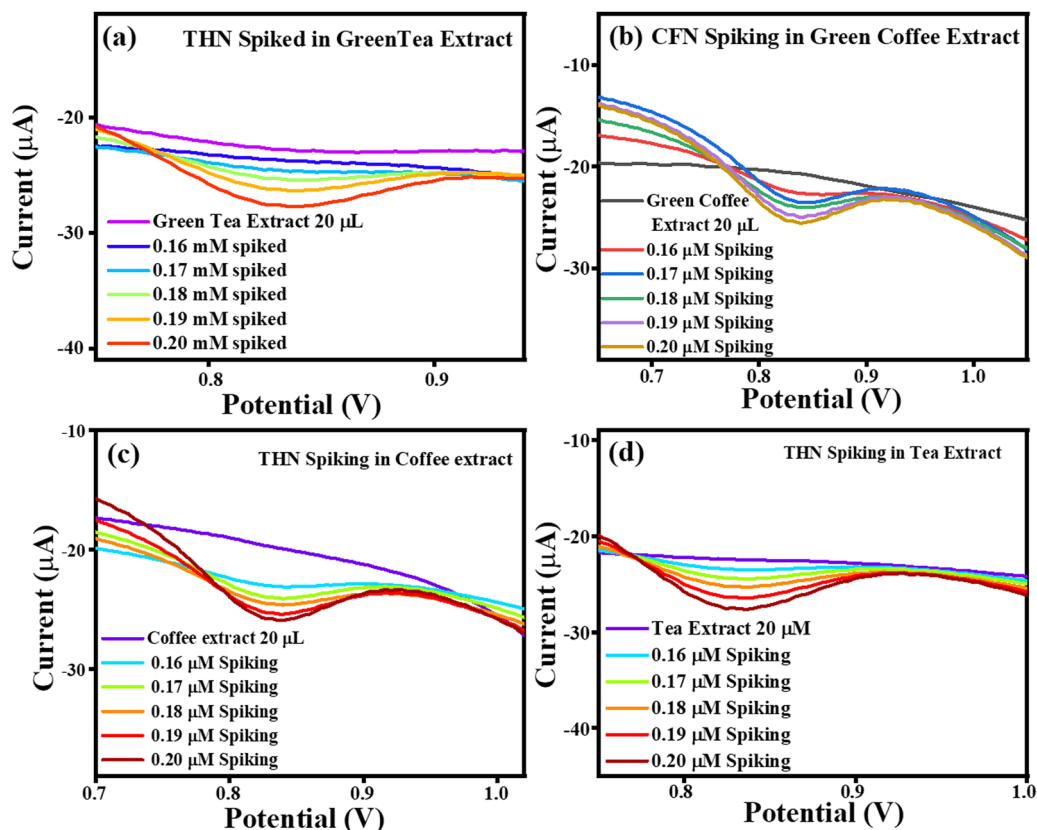 (a) THN Spiked in GreenTea Extract
Current (µA)
-20
-30
-40
Green Tea Extract 20 µL
0.16 mM spiked
0.17 mM spiked
0.18 mM spiked
0.19 mM spiked
0.20 mM spiked
0.8 0.9
Potential (V)
(b) CFN Spiking in Green Coffee Extract
Current (µA)
-10
-20
-30
Green Coffee
Extract 20 µL
0.16 µM Spiking
0.17 µM Spiking
0.18 µM Spiking
0.19 µM Spiking
0.20 µM Spiking
0.7 0.8 0.9 1.0
Potential (V)
(c) THN Spiking in Coffee extract
Current (µA)
-10
-20
-30
Coffee extract 20 µL
0.16 µM Spiking
0.17 µM Spiking
0.18 µM Spiking
0.19 µM Spiking
0.20 µM Spiking
0.7 0.8 0.9 1.0
Potential (V)
(d) THN Spiking in Tea Extract
Current (µA)
-10
-20
-30
-40
Tea Extract 20 µM
0.16 µM Spiking
0.17 µM Spiking
0.18 µM Spiking
0.19 µM Spiking
0.20 µM Spiking
0.8 0.9 1.0
Potential (V)